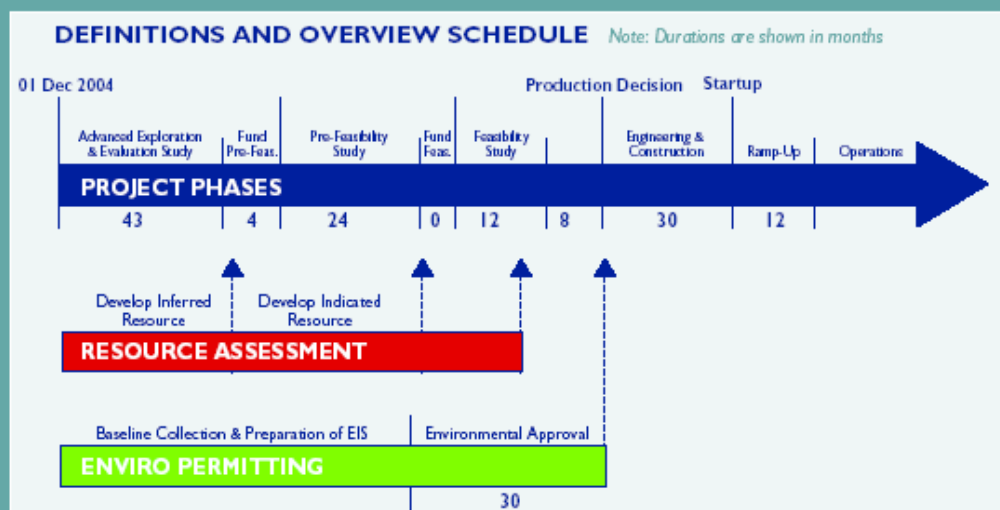 DEFINITIONS AND OVERVIEW SCHEDULE Note: Durations are shown in months
01 Dec 2004 Production Decision Startup
Advanced Exploration Fund Pre-Feasibility Fund Feasibility Engineering &
& Evaluation Study Pre-Feas. Study Feas. Study Construction Ramp-Up Operations
PROJECT PHASES
43 4 24 0 12 8 30 12
Develop Inferred Develop Indicated
Resource Resource
RESOURCE ASSESSMENT
Baseline Collection & Preparation of EIS Environmental Approval
ENVIRO PERMITTING
30